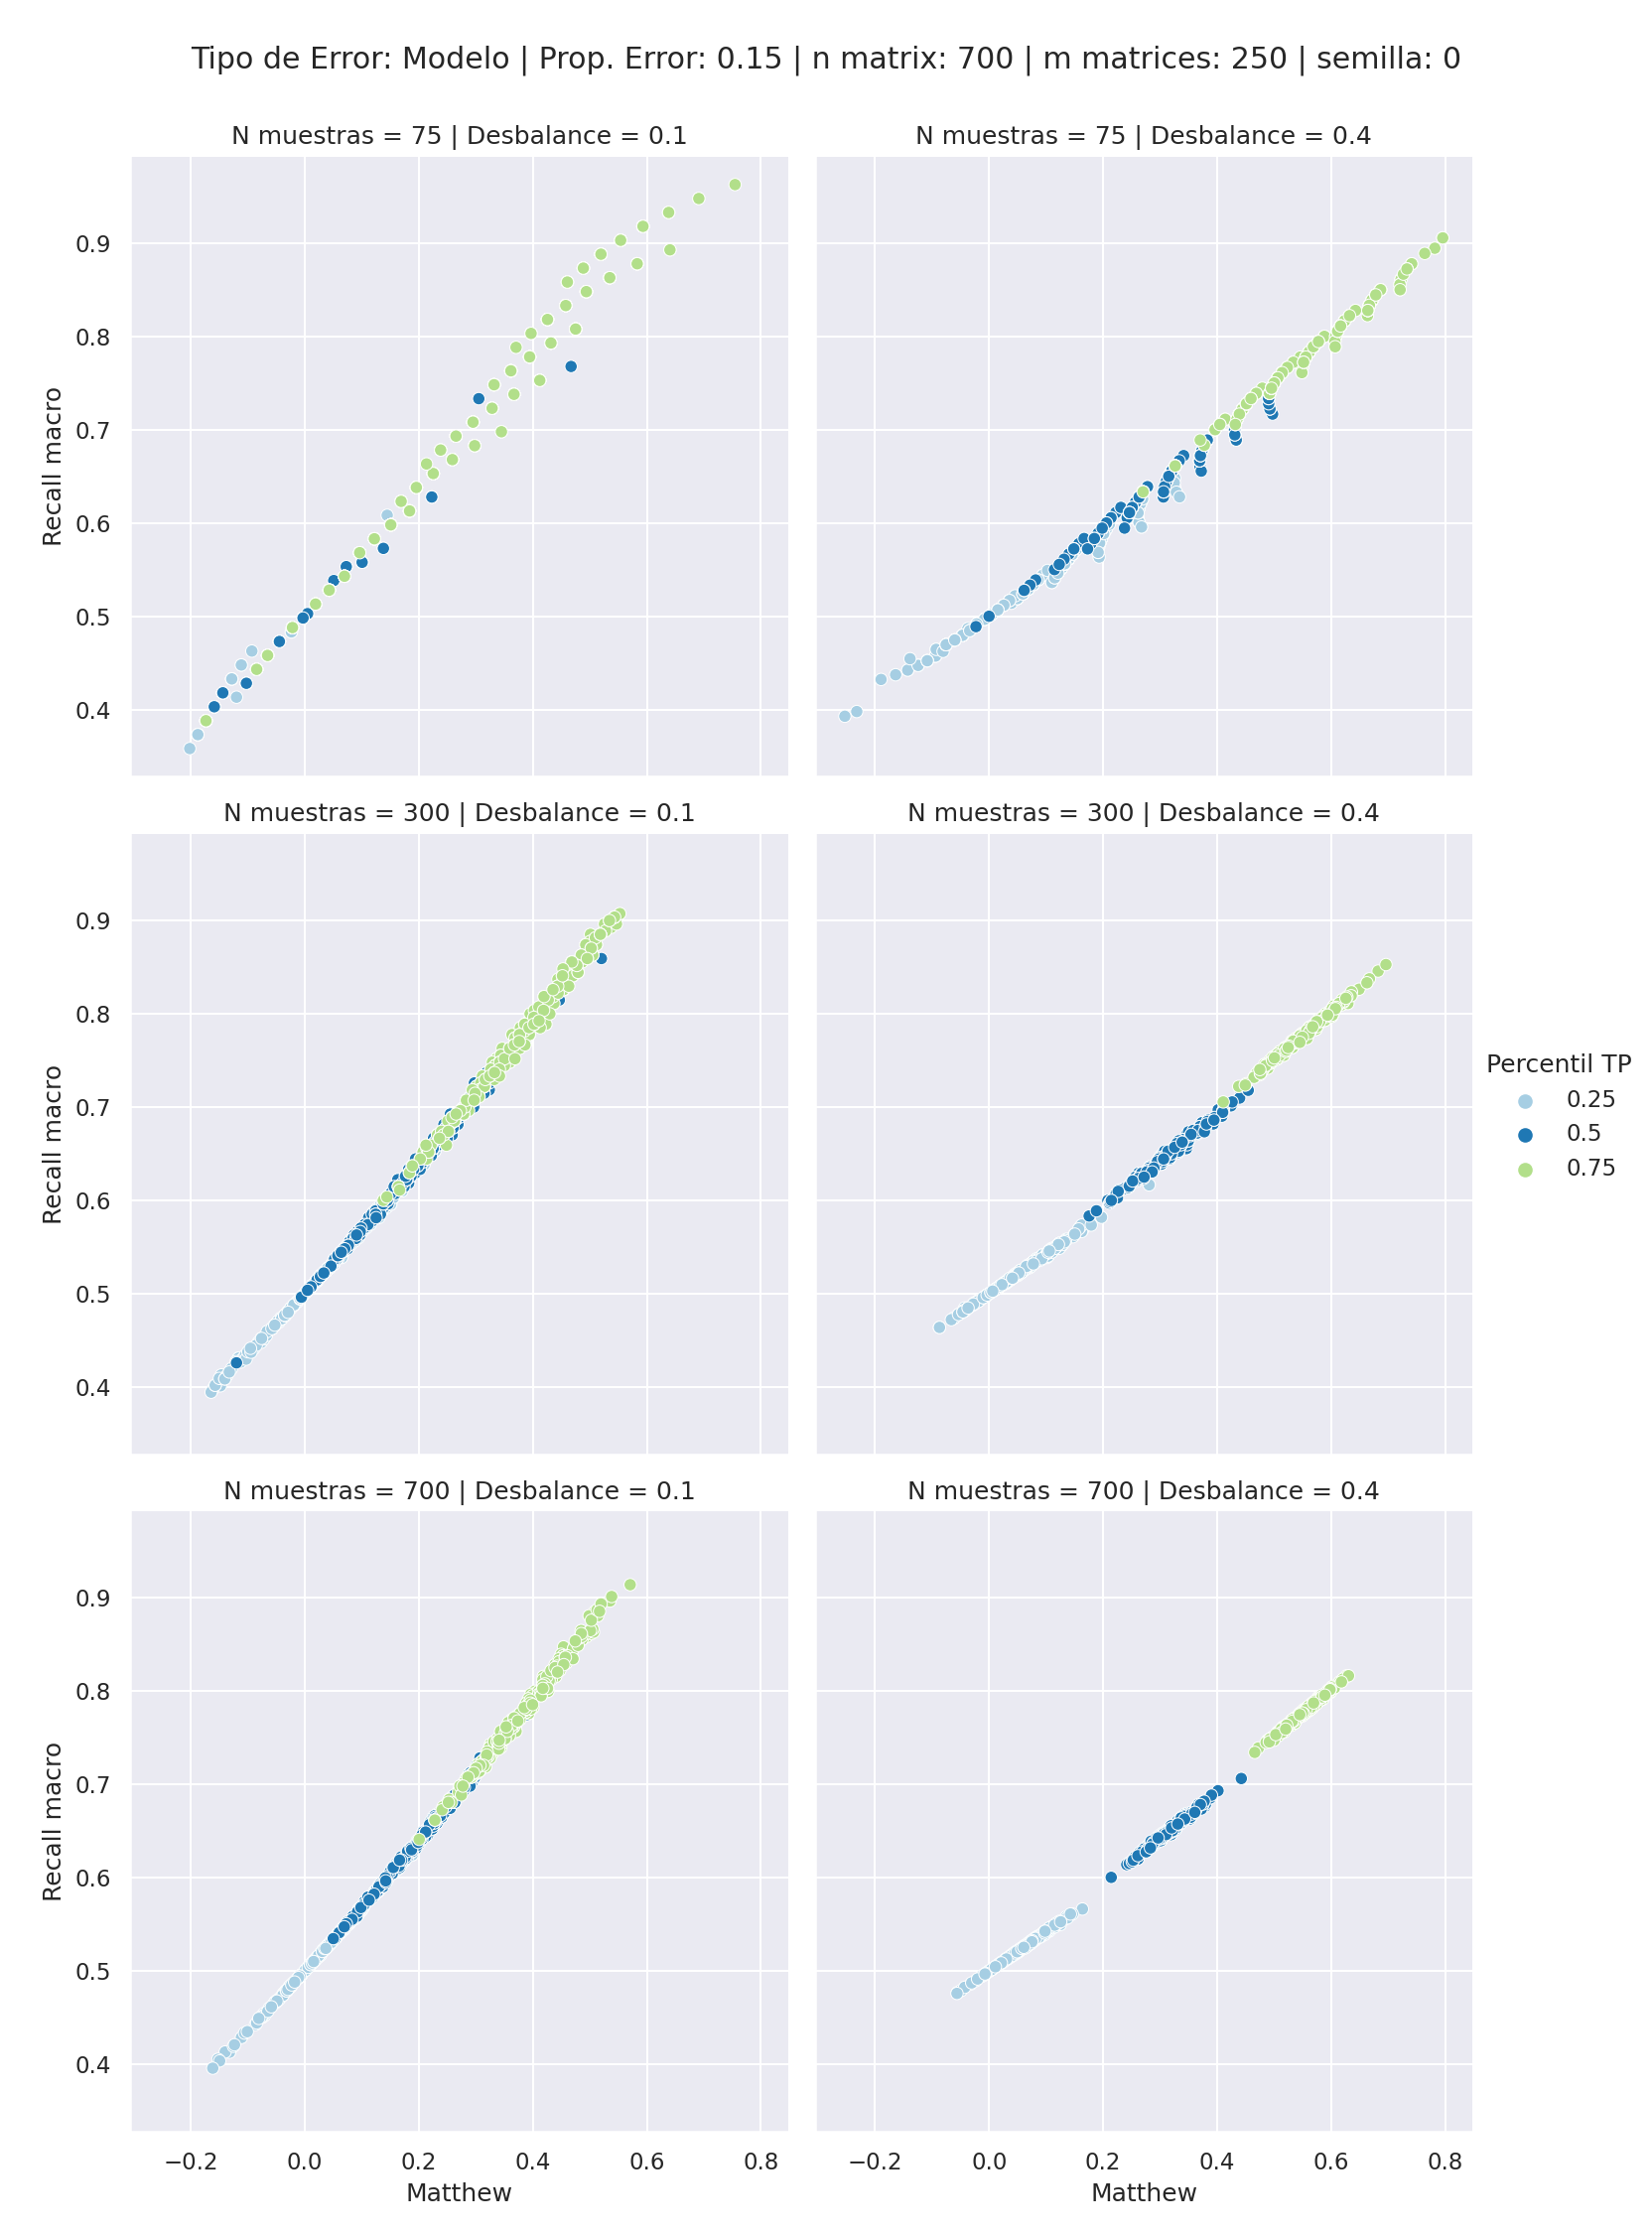 Tipo de Error: Modelo | Prop. Error: 0.15 | n matrix: 700 | m matrices: 250 | semilla: 0
N muestras = 75 | Desbalance = 0.1
N muestras = 75 | Desbalance = 0.4
0.9
0.8
0.7
0.6
0.5
0.4
Recall macro
N muestras = 300 | Desbalance = 0.1
N muestras = 300 | Desbalance = 0.4
0.9
0.8
0.7
0.6
0.5
0.4
Recall macro
Percentil TP
0.25
0.5
0.75
N muestras = 700 | Desbalance = 0.1
N muestras = 700 | Desbalance = 0.4
0.9
0.8
0.7
0.6
0.5
0.4
Recall macro
−0.2 0.0 0.2 0.4 0.6 0.8
Matthew
−0.2 0.0 0.2 0.4 0.6 0.8
Matthew